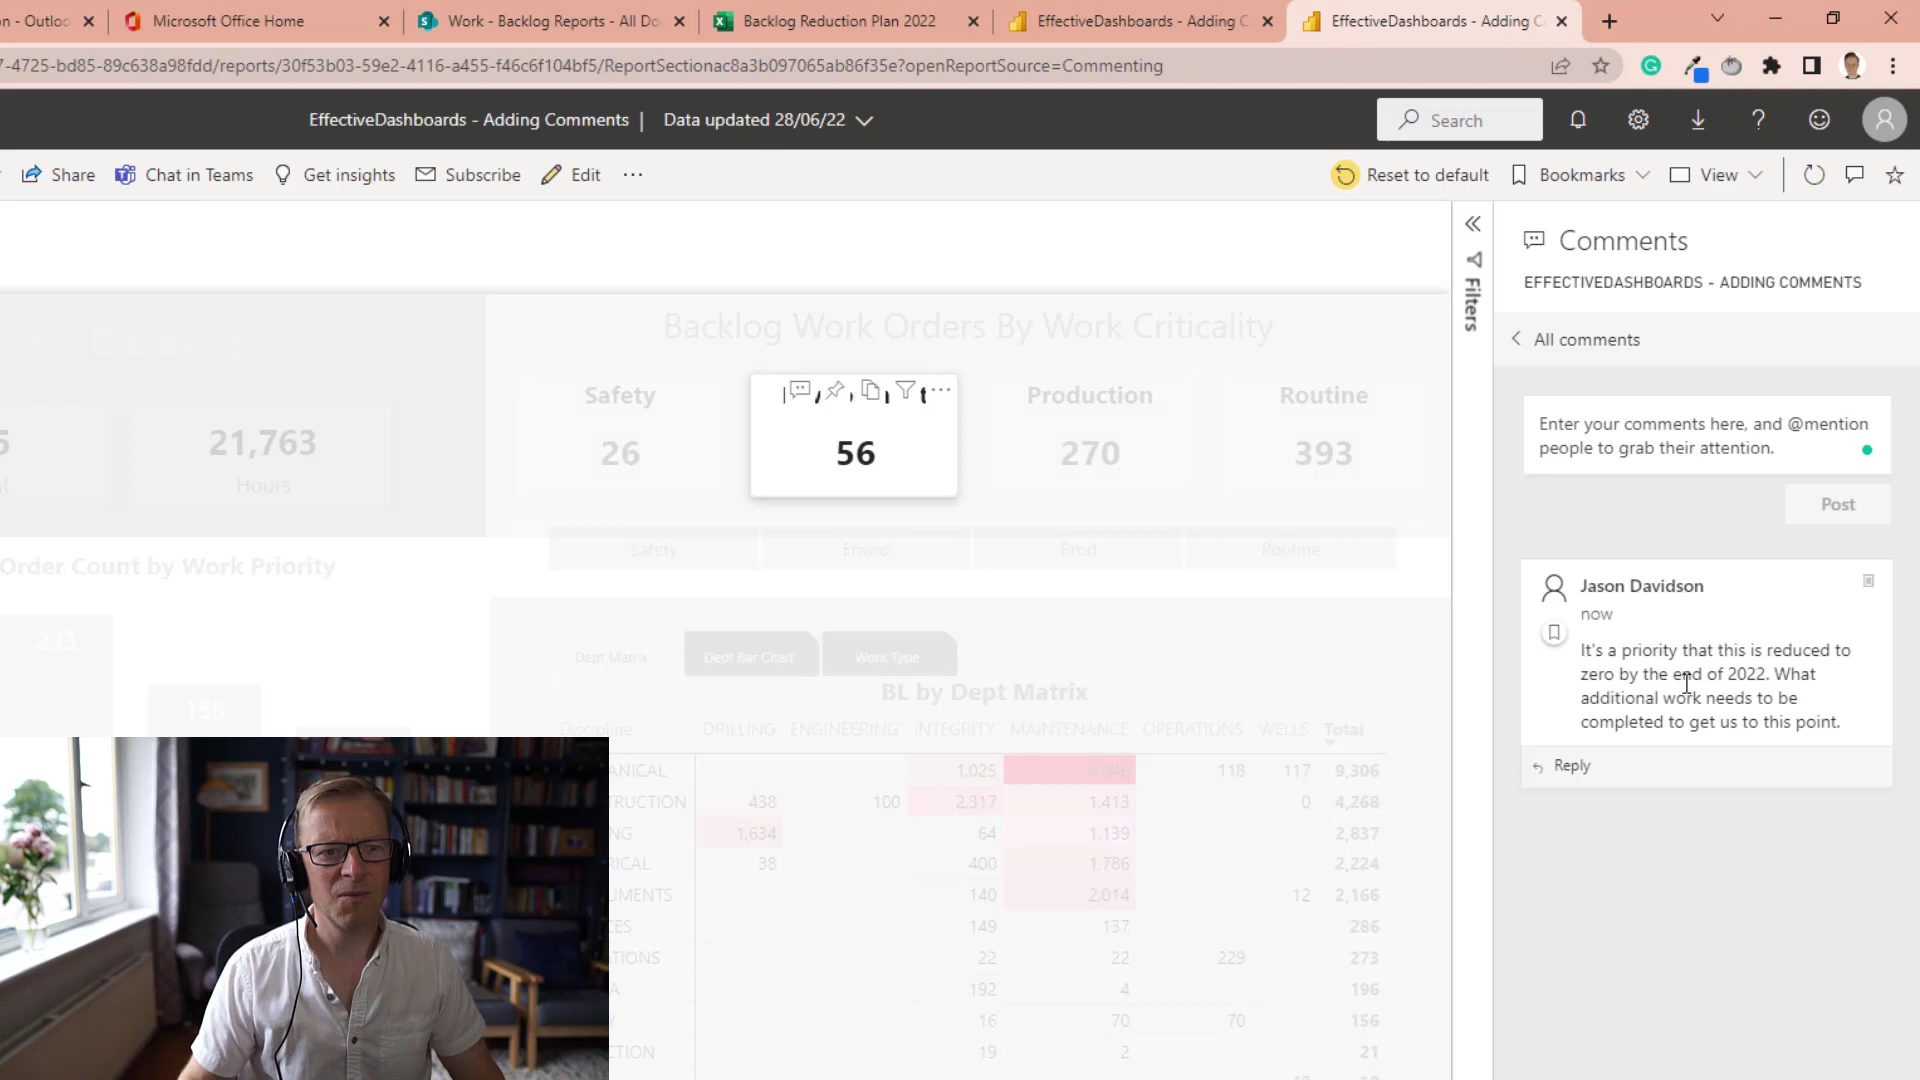 n - Outloo
Microsoft Office Home
Work - Backlog Reports - All Do
Backlog Reduction Plan 2022
EffectiveDashboards - Adding C
EffectiveDashboards - Adding C
7-4725-bd85-89c638a98fdd/reports/30f53b03-59e2-4116-a455-f46c6f104bf5/ReportSectionac8a3b097065ab86f35e?openReportSource=Commenting
EffectiveDashboards - Adding Comments | Data updated 28/06/22
Search
Share
Chat in Teams
Get insights
Subscribe
Edit
Reset to default
Bookmarks
View
Filters
Comments
EFFECTIVEDASHBOARDS - ADDING COMMENTS
All comments
Enter your comments here, and @mention
people to grab their attention.
Post
Jason Davidson
now
It's a priority that this is reduced to
zero by the end of 2022. What
additional work needs to be
completed to get us to this point.
Reply
21,763
Hours
Backlog Work Orders By Work Criticality
Safety
26
56
Production
270
Routine
393
Safety Enviro Prod Routine
Order Count by Work Priority
233
158
Dept Matrix
Dept Bar Chart
Work Type
BL by Dept Matrix
Discipline DRILLING ENGINEERING INTEGRITY MAINTENANCE OPERATIONS WELLS Total
ANICAL 1,025 118 117 9,306
TRUCTION 438 100 2,317 1,413 0 4,268
NG 1,634 64 1,139 2,837
RICAL 38 400 1,786 2,224
UMENTS 140 2,014 12 2,166
ES 149 137 286
ATIONS 22 22 229 273
A 192 4 196
16 70 70 156
CTION 19 2 21